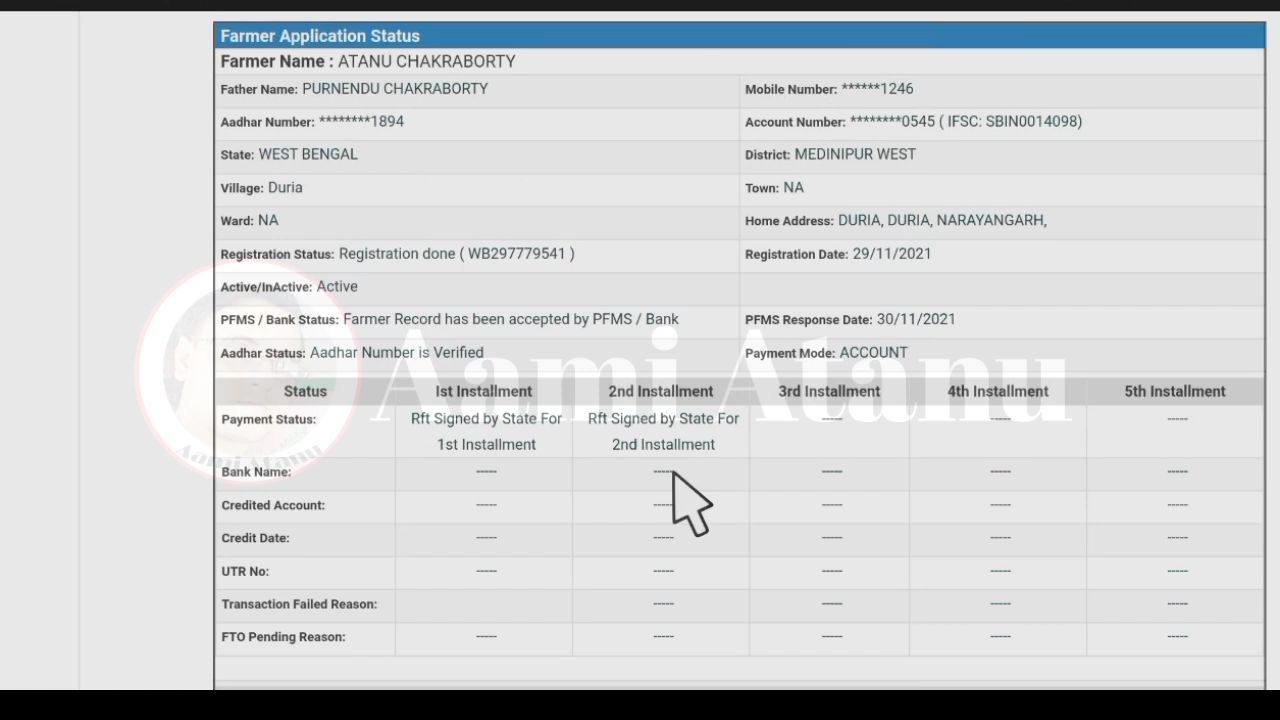 Farmer Application Status
Farmer Name : ATANU CHAKRABORTY
Father Name: PURNENDU CHAKRABORTY
Mobile Number: ******1246
Aadhar Number: ********1894
Account Number: ********0545 ( IFSC: SBIN0014098)
State: WEST BENGAL
District: MEDINIPUR WEST
Village: Duria
Town: NA
Ward: NA
Home Address: DURIA, DURIA, NARAYANGARH,
Registration Status: Registration done ( WB297779541 )
Registration Date: 29/11/2021
Active/InActive: Active
PFMS / Bank Status: Farmer Record has been accepted by PFMS / Bank
PFMS Response Date: 30/11/2021
Aadhar Status: Aadhar Number is Verified
Payment Mode: ACCOUNT
Aami Atanu
Aami Atanu
Status 1st Installment 2nd Installment 3rd Installment 4th Installment 5th Installment
Payment Status: Rft Signed by State For 1st Installment Rft Signed by State For 2nd Installment ----- ----- -----
Bank Name: ----- ----- ----- ----- -----
Credited Account: ----- ----- ----- ----- -----
Credit Date: ----- ----- ----- ----- -----
UTR No: ----- ----- ----- ----- -----
Transaction Failed Reason: ----- ----- ----- -----
FTO Pending Reason: ----- ----- ----- ----- -----